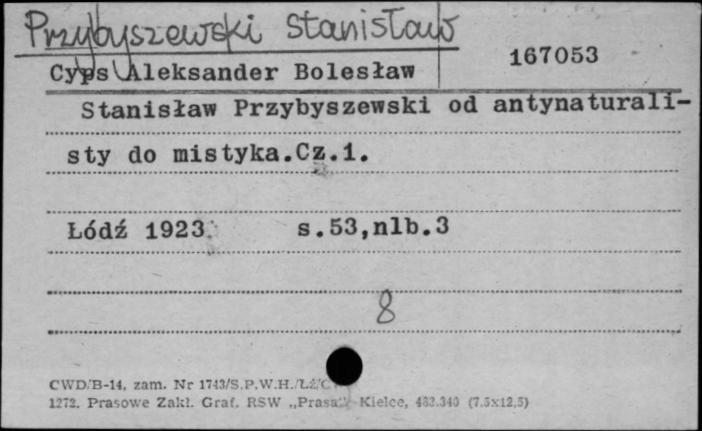 Przybyszewski Stanisław
Cyps Aleksander Bolesław 167053
Stanisław Przybyszewski od antynaturali-
sty do mistyka.Cz.1.
Łódź 1923. s.53,nlb.3
8
CWD/B-14, zam. Nr 1743/S.P.W.H./Łź/C
1272. Prasowe Zakł. Graf. RSW „Prasa" Kielce, 483.340 (7.5x12,5)